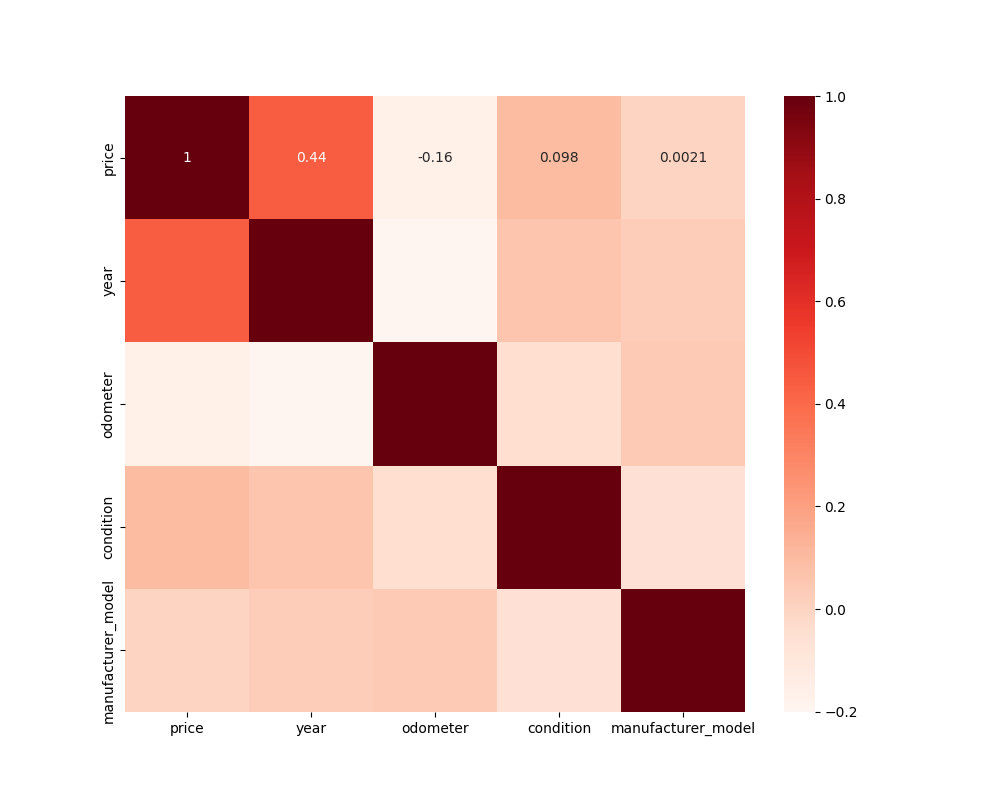 price
1
0.44
-0.16
0.098
0.0021
year
odometer
condition
manufacturer_model
price
year
odometer
condition
manufacturer_model
1.0
0.8
0.6
0.4
0.2
0.0
−0.2